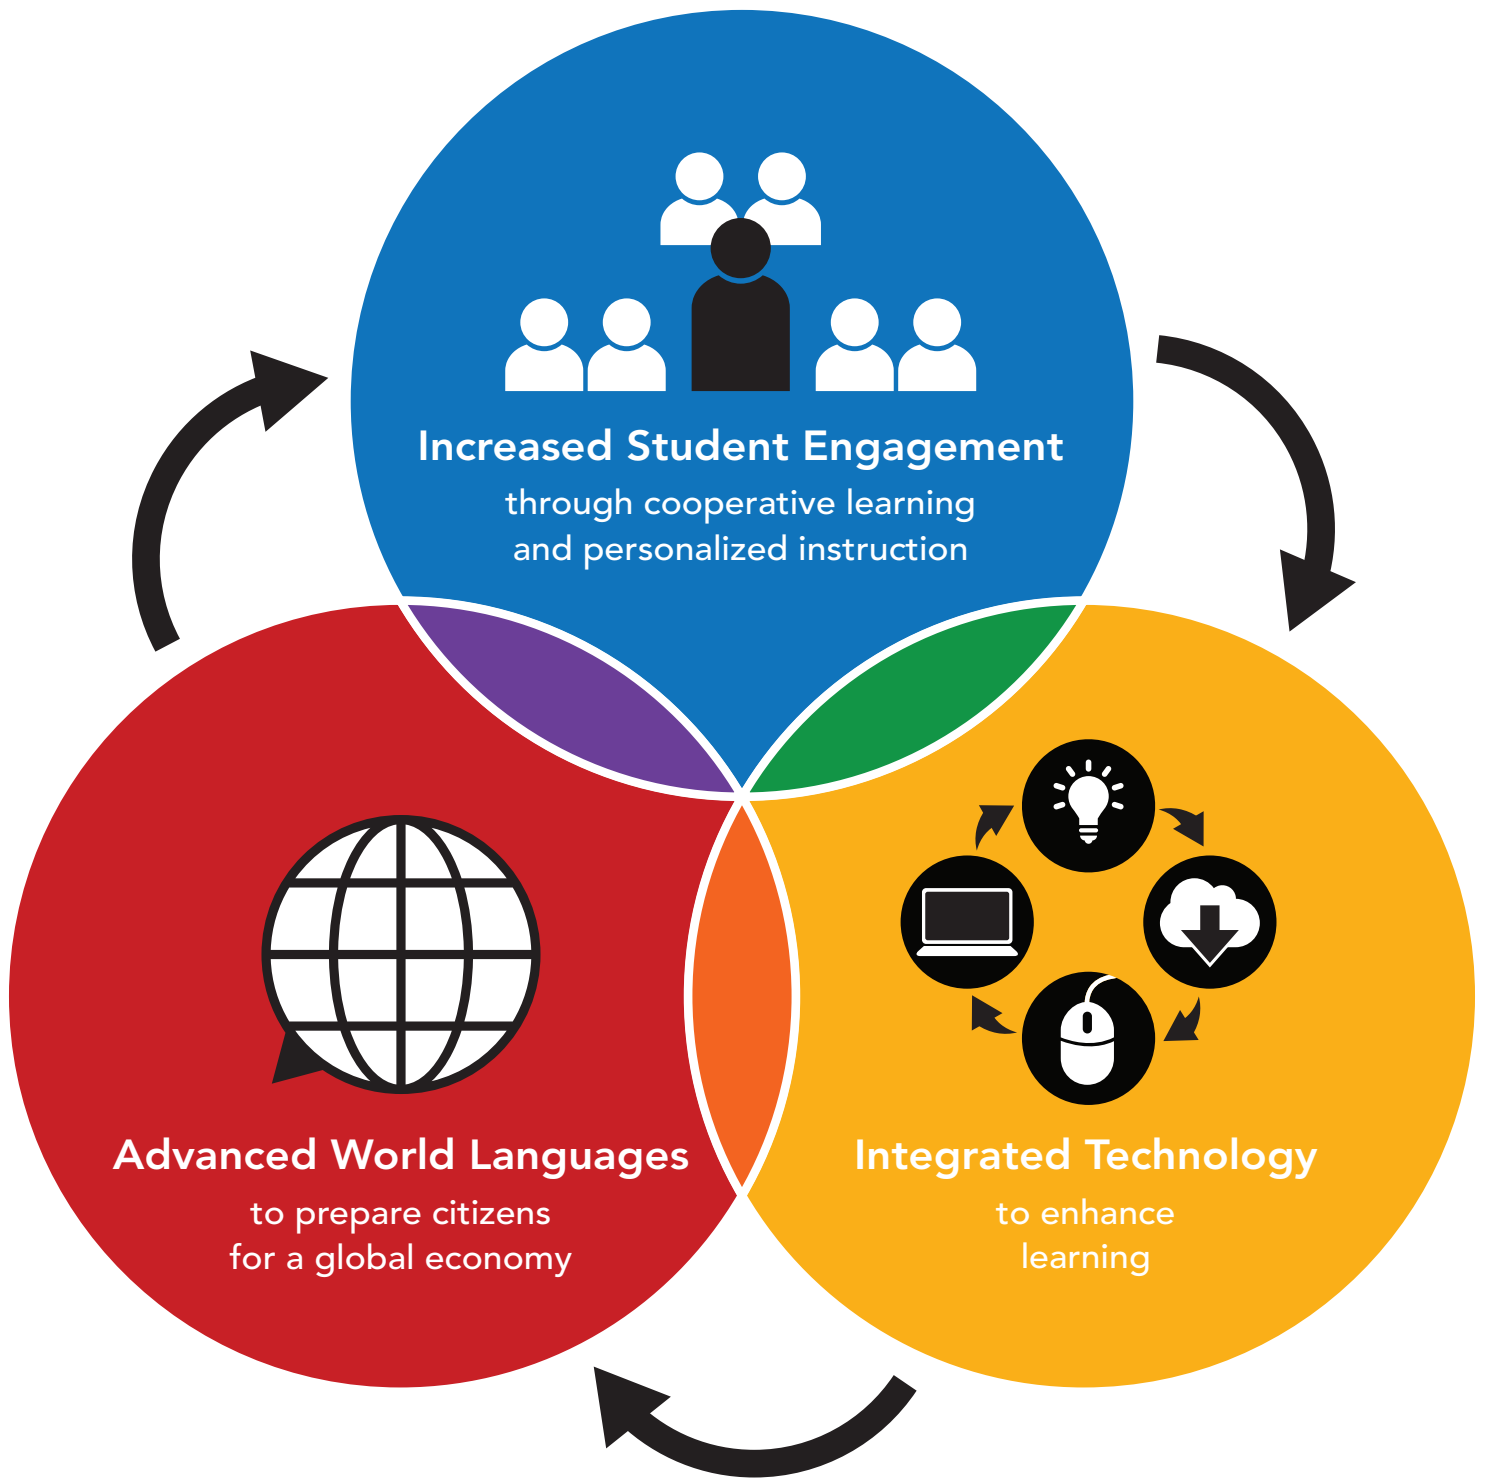 Increased Student Engagement
through cooperative learning
and personalized instruction
Advanced World Languages
to prepare citizens
for a global economy
Integrated Technology
to enhance
learning